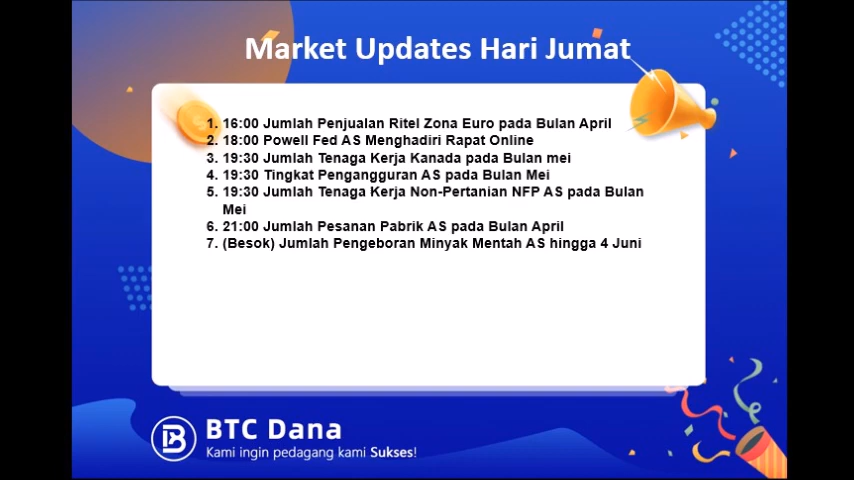 Market Updates Hari Jumat
1. 16:00 Jumlah Penjualan Ritel Zona Euro pada Bulan April
2. 18:00 Powell Fed AS Menghadiri Rapat Online
3. 19:30 Jumlah Tenaga Kerja Kanada pada Bulan mei
4. 19:30 Tingkat Pengangguran AS pada Bulan Mei
5. 19:30 Jumlah Tenaga Kerja Non-Pertanian NFP AS pada Bulan
Mei
6. 21:00 Jumlah Pesanan Pabrik AS pada Bulan April
7. (Besok) Jumlah Pengeboran Minyak Mentah AS hingga 4 Juni
BTC Dana
Kami ingin pedagang kami Sukses!